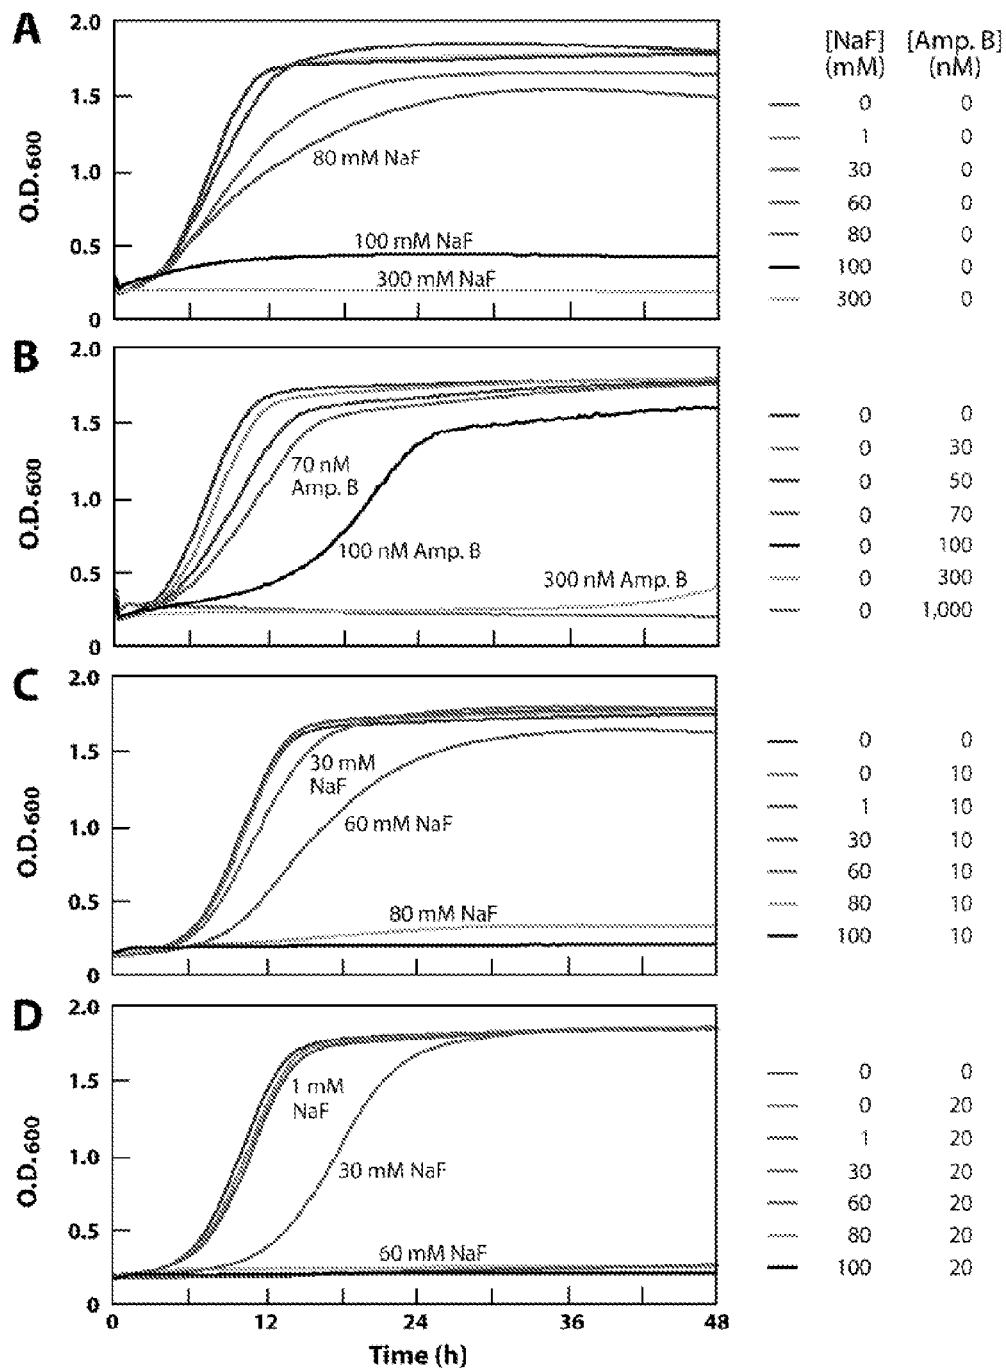 A
2.0
1.5
1.0
0.5
0
O.D.600
80 mM NaF
100 mM NaF
300 mM NaF
[NaF] [Amp. B]
(mM) (nM)
0 0
1 0
30 0
60 0
80 0
100 0
300 0
B
2.0
1.5
1.0
0.5
0
O.D.600
70 nM
Amp. B
100 nM Amp. B
300 nM Amp. B
0 0
0 30
0 50
0 70
0 100
0 300
0 1,000
C
2.0
1.5
1.0
0.5
0
O.D.600
30 mM
NaF
60 mM NaF
80 mM NaF
0 0
0 10
1 10
30 10
60 10
80 10
100 10
D
2.0
1.5
1.0
0.5
0
O.D.600
1 mM
NaF
30 mM NaF
60 mM NaF
0 0
0 20
1 20
30 20
60 20
80 20
100 20
0 12 24 36 48
Time (h)